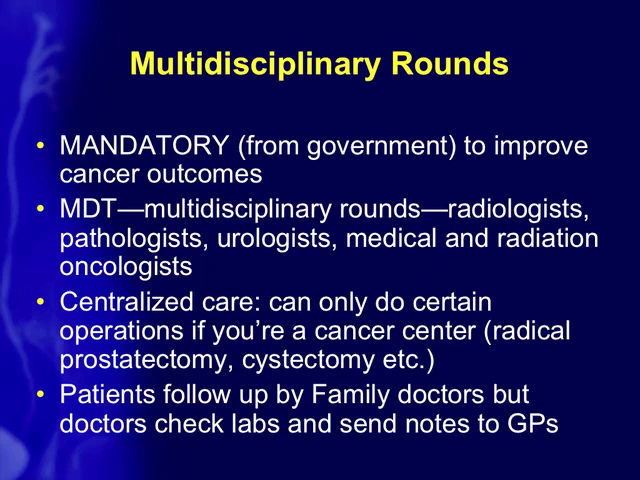 Multidisciplinary Rounds
• MANDATORY (from government) to improve
cancer outcomes
• MDT—multidisciplinary rounds—radiologists,
pathologists, urologists, medical and radiation
oncologists
• Centralized care: can only do certain
operations if you’re a cancer center (radical
prostatectomy, cystectomy etc.)
• Patients follow up by Family doctors but
doctors check labs and send notes to GPs